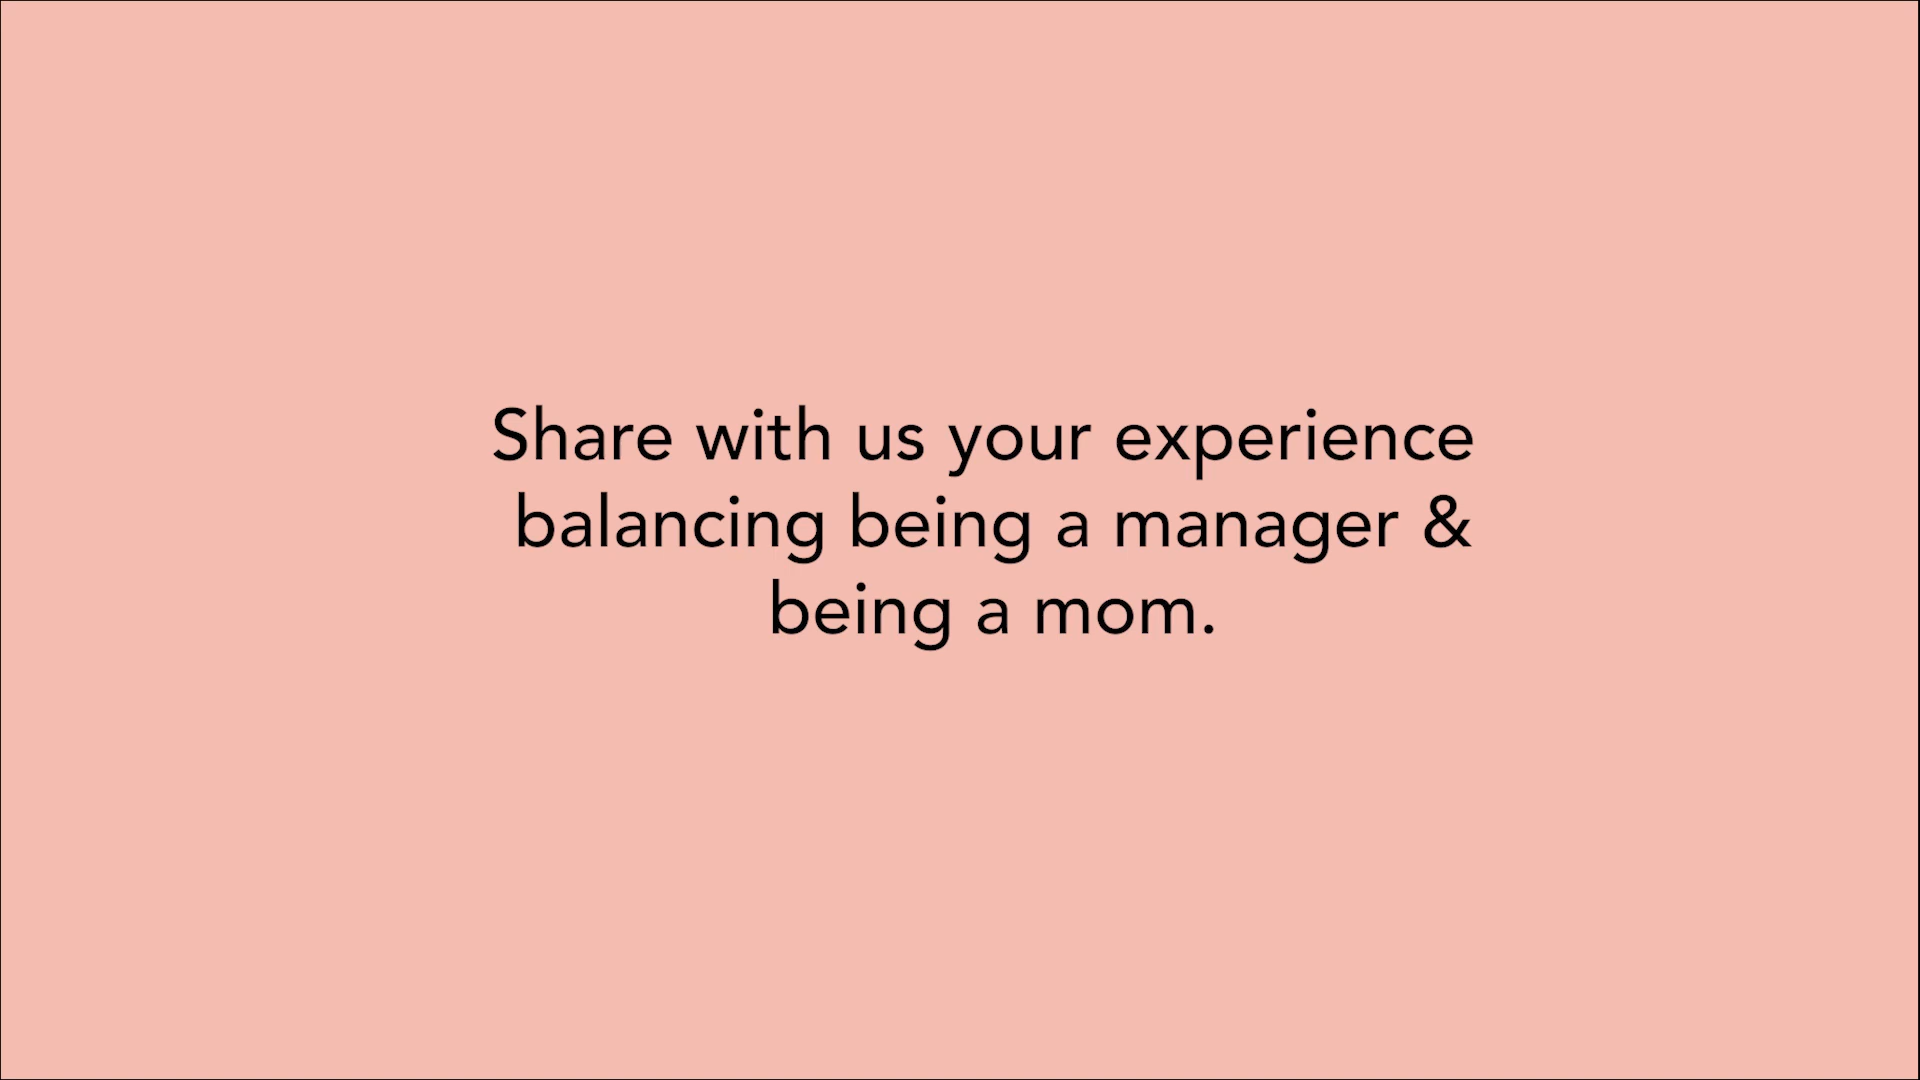 Share with us your experience
balancing being a manager &
being a mom.